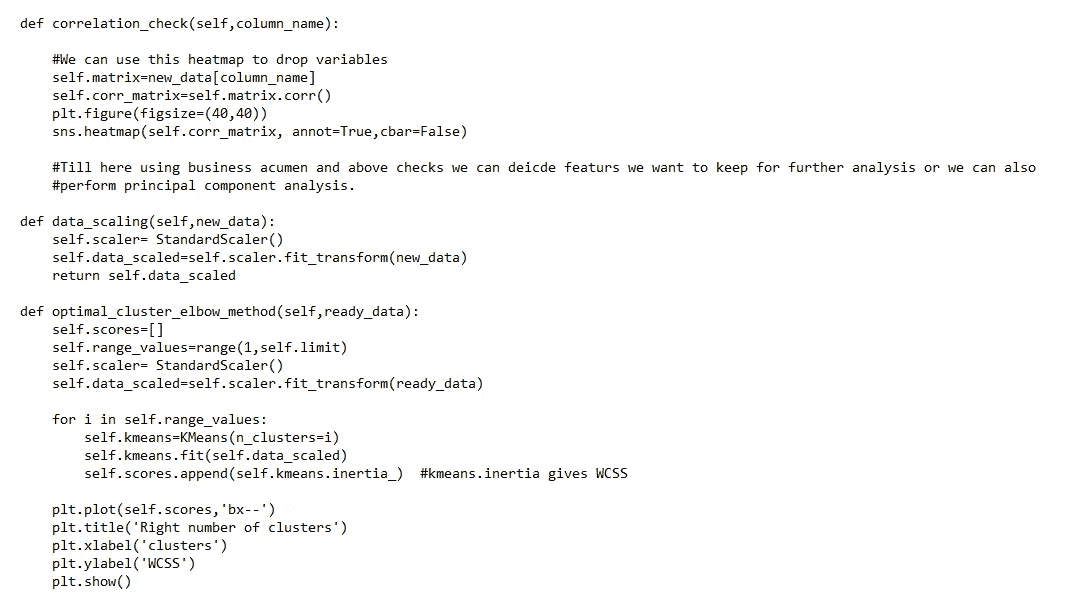 def correlation_check(self,column_name):
#We can use this heatmap to drop variables
self.matrix=new_data[column_name]
self.corr_matrix=self.matrix.corr()
plt.figure(figsize=(40,40))
sns.heatmap(self.corr_matrix, annot=True,cbar=False)
#Till here using business acumen and above checks we can deicde featurs we want to keep for further analysis or we can also
#perform principal component analysis.
def data_scaling(self,new_data):
self.scaler= StandardScaler()
self.data_scaled=self.scaler.fit_transform(new_data)
return self.data_scaled
def optimal_cluster_elbow_method(self,ready_data):
self.scores=[]
self.range_values=range(1,self.limit)
self.scaler= StandardScaler()
self.data_scaled=self.scaler.fit_transform(ready_data)
for i in self.range_values:
self.kmeans=KMeans(n_clusters=i)
self.kmeans.fit(self.data_scaled)
self.scores.append(self.kmeans.inertia_)  #kmeans.inertia gives WCSS
plt.plot(self.scores,'bx--')
plt.title('Right number of clusters')
plt.xlabel('clusters')
plt.ylabel('WCSS')
plt.show()